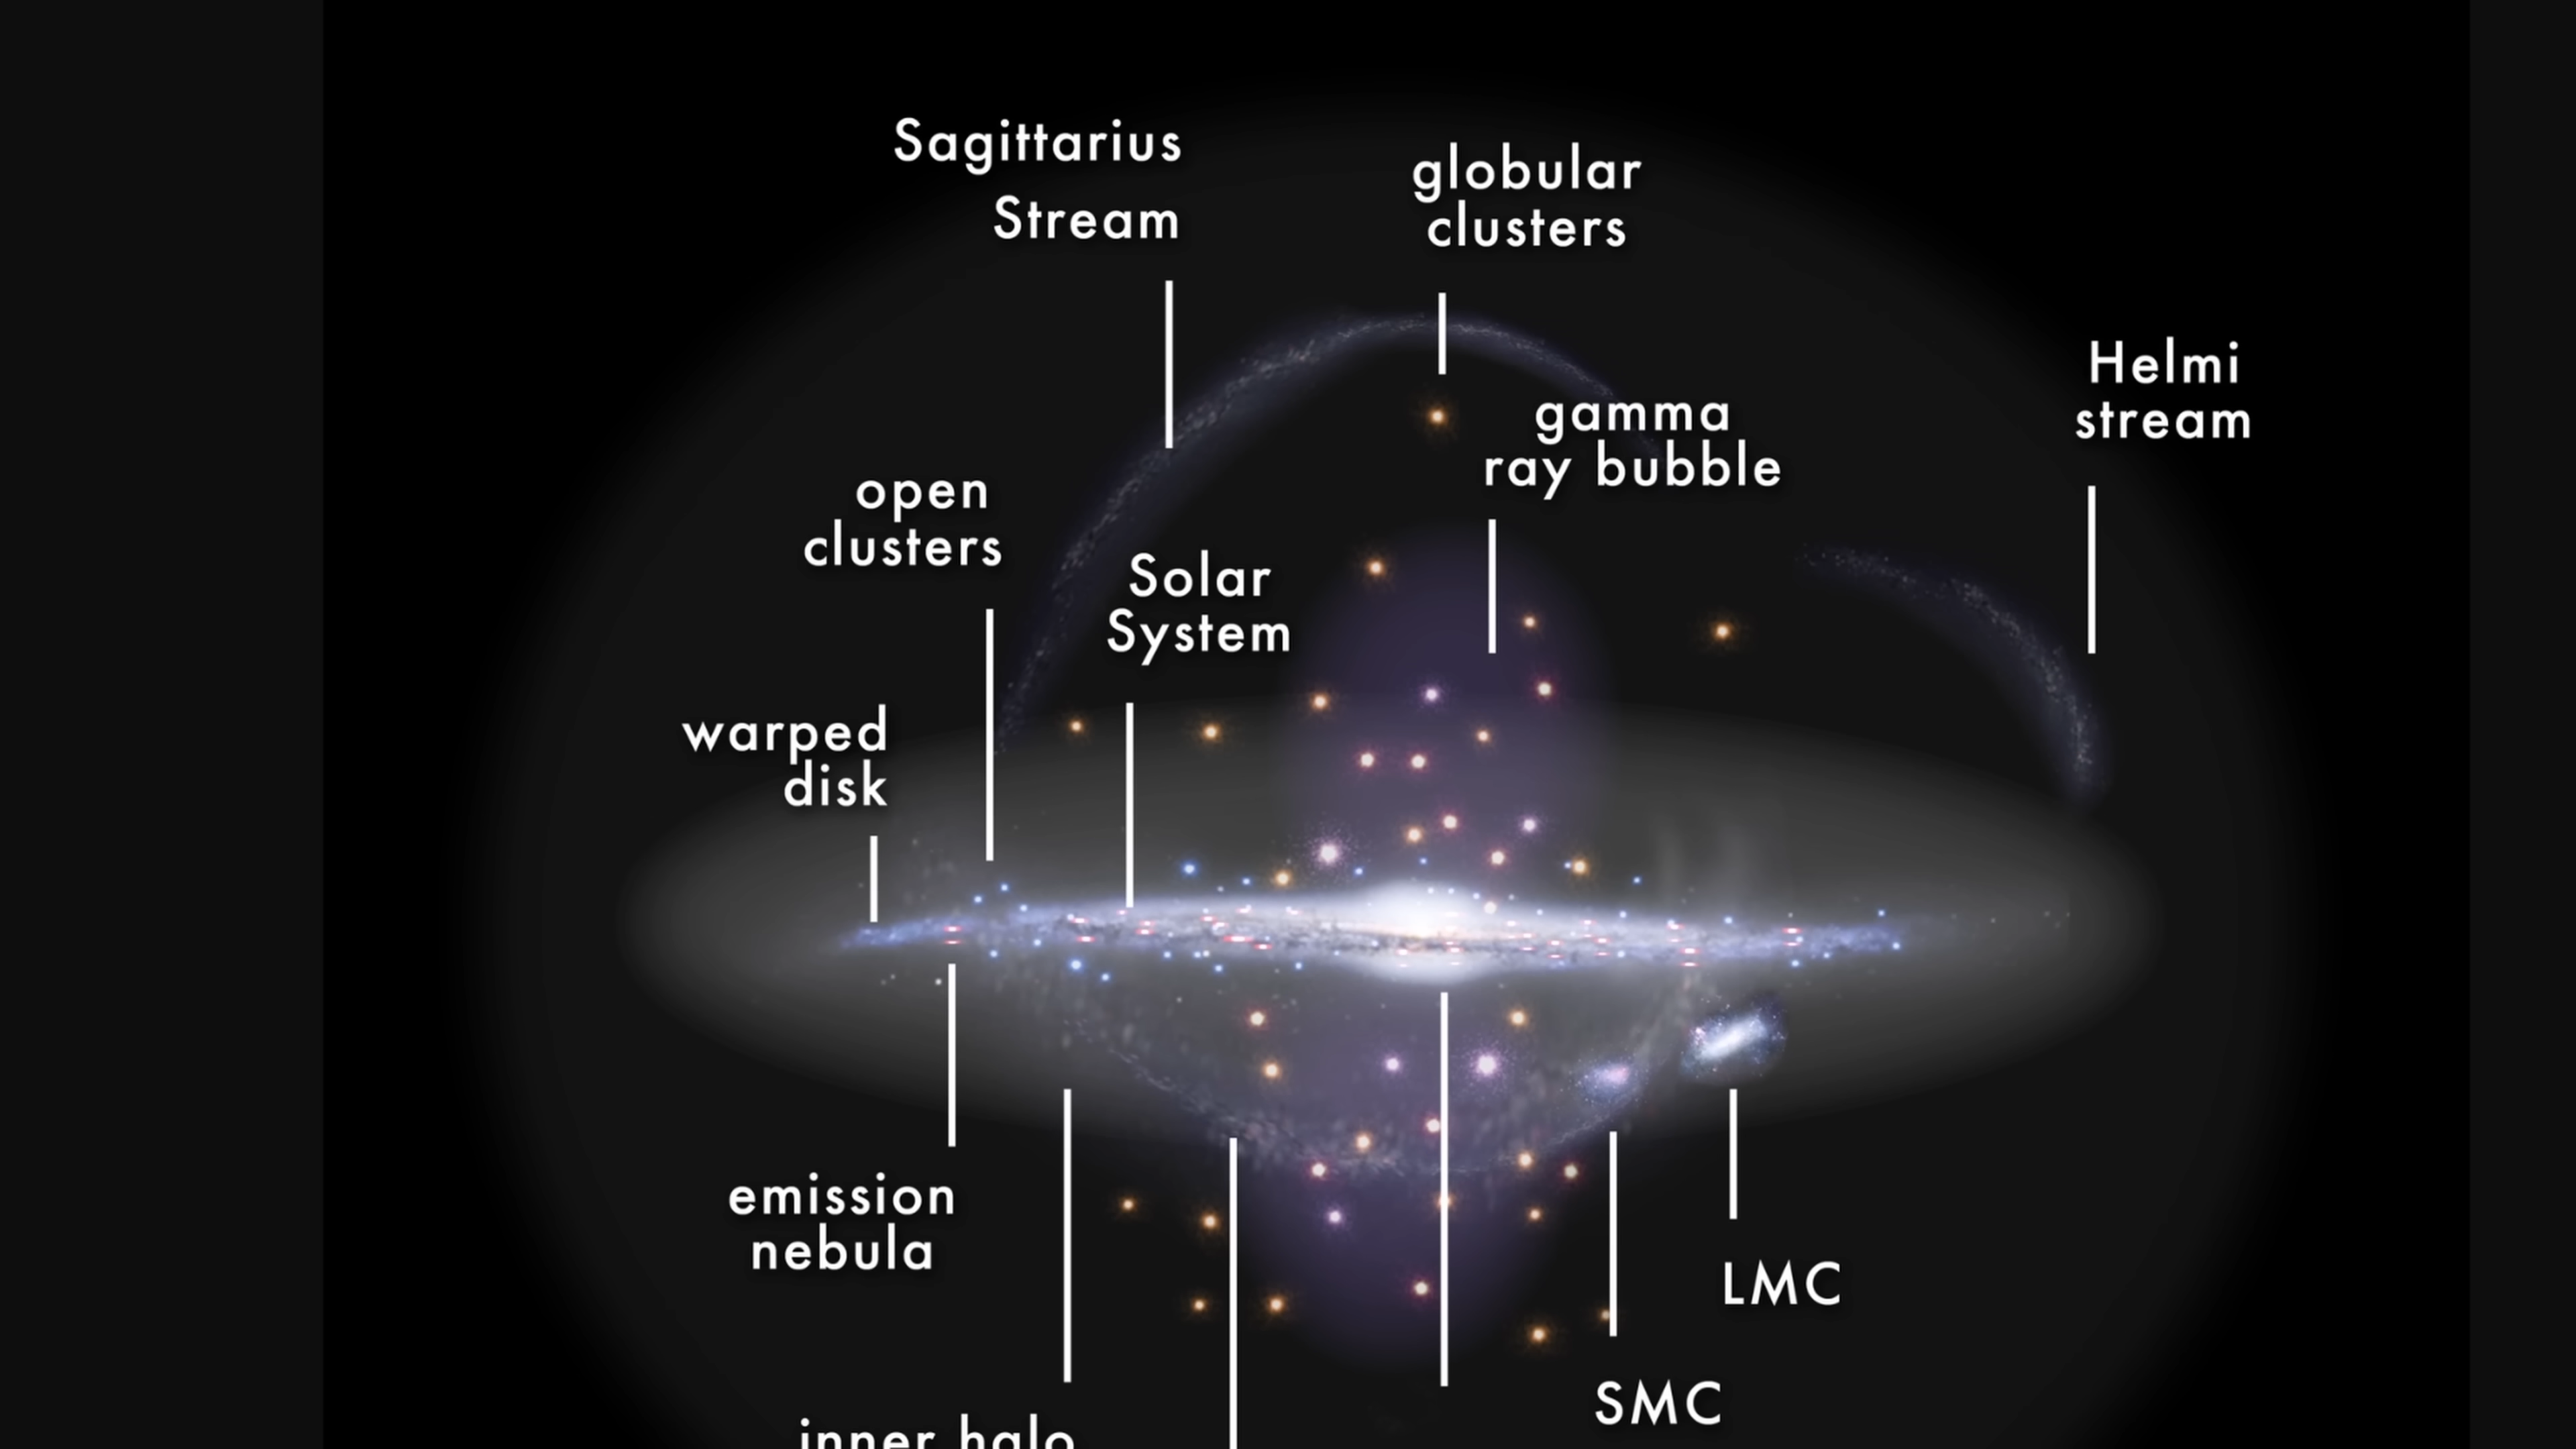 Sagittarius
Stream
globular
clusters
Helmi
stream
gamma
ray bubble
open
clusters
Solar
System
warped
disk
emission
nebula
LMC
SMC
inner halo